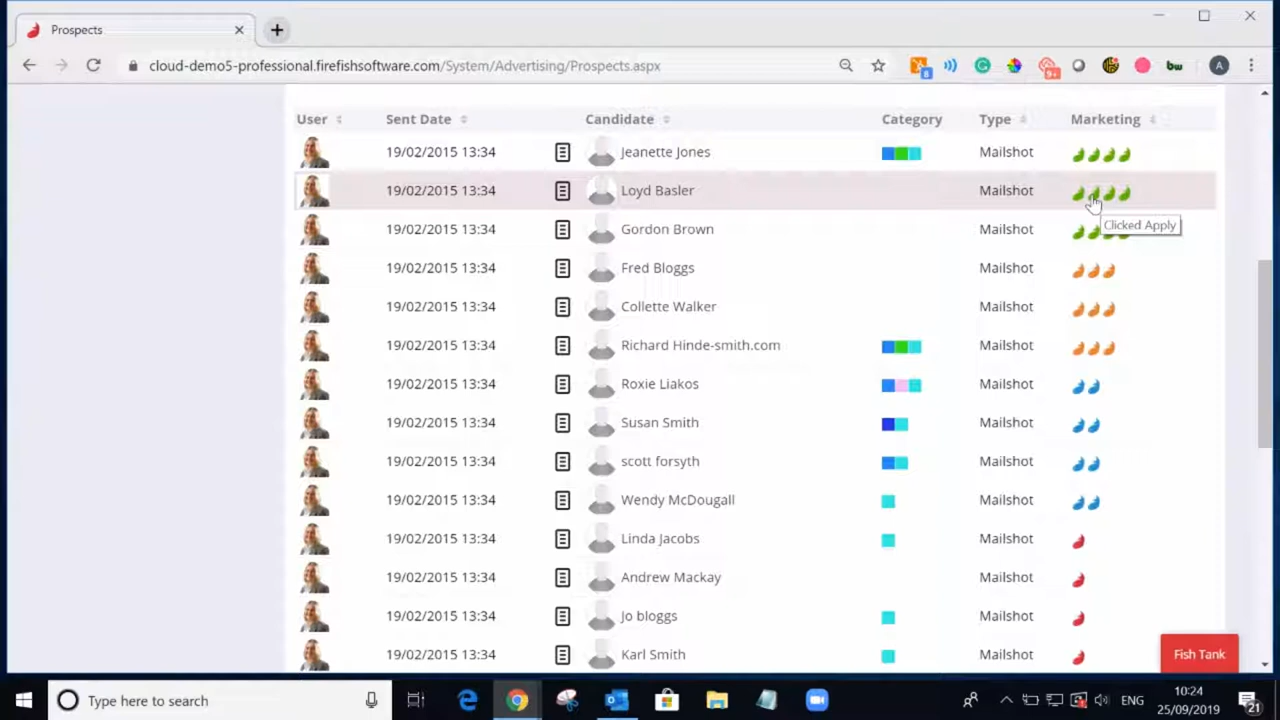 Prospects
cloud-demo5-professional.firefishsoftware.com/System/Advertising/Prospects.aspx
8 9+ bw A
User Sent Date Candidate Category Type Marketing
19/02/2015 13:34 Jeanette Jones Mailshot
19/02/2015 13:34 Loyd Basler Mailshot
Clicked Apply
19/02/2015 13:34 Gordon Brown Mailshot
19/02/2015 13:34 Fred Bloggs Mailshot
19/02/2015 13:34 Collette Walker Mailshot
19/02/2015 13:34 Richard Hinde-smith.com Mailshot
19/02/2015 13:34 Roxie Liakos Mailshot
19/02/2015 13:34 Susan Smith Mailshot
19/02/2015 13:34 scott forsyth Mailshot
19/02/2015 13:34 Wendy McDougall Mailshot
19/02/2015 13:34 Linda Jacobs Mailshot
19/02/2015 13:34 Andrew Mackay Mailshot
19/02/2015 13:34 Jo bloggs Mailshot
19/02/2015 13:34 Karl Smith Mailshot
Fish Tank
Type here to search
ENG
10:24
25/09/2019
21